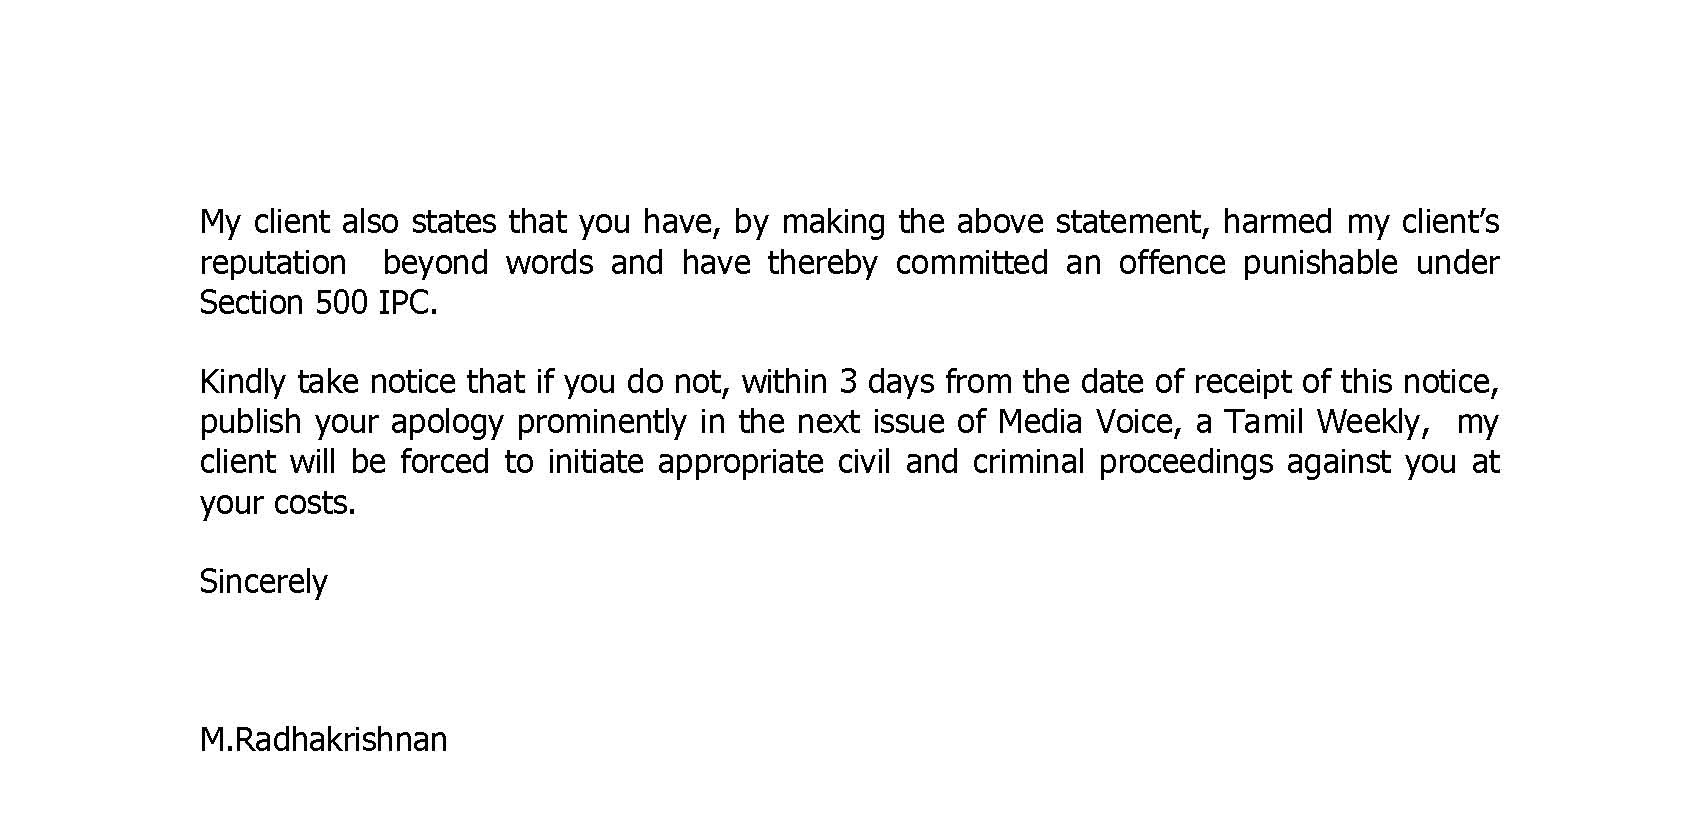 My client also states that you have, by making the above statement, harmed my client’s
reputation  beyond words and have thereby committed an offence punishable under
Section 500 IPC.
Kindly take notice that if you do not, within 3 days from the date of receipt of this notice,
publish your apology prominently in the next issue of Media Voice, a Tamil Weekly,  my
client will be forced to initiate appropriate civil and criminal proceedings against you at
your costs.
Sincerely
M.Radhakrishnan